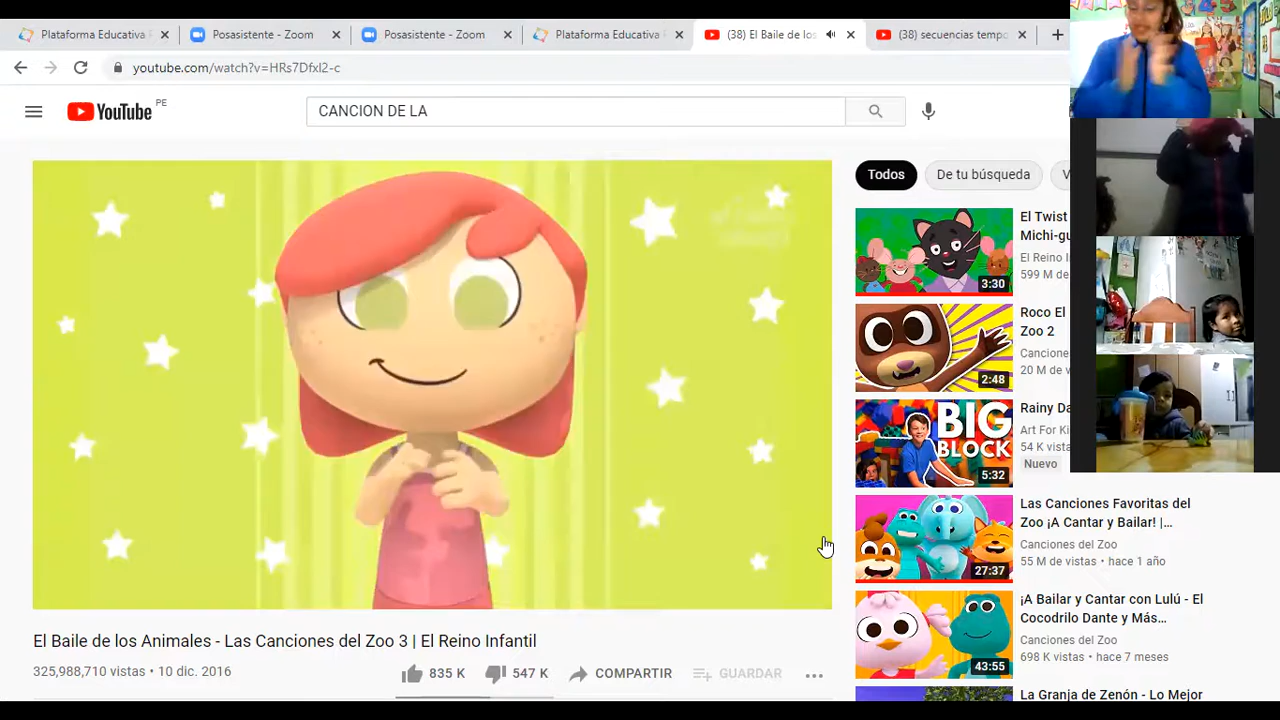 Plataforma Educativa
Posasistente - Zoom
Posasistente - Zoom
Plataforma Educativa
(38) El Baile de los
(38) secuencias tempo
youtube.com/watch?v=HRs7DfxI2-c
YouTube PE
CANCION DE LA
Todos
De tu búsqueda
V
El Twist
Michi-gu
El Reino I
599 M de
3:30
Roco El
Zoo 2
Cancione
20 M de
2:48
BIG
BLOCK
5:32
Rainy Da
Art For Ki
54 K vista
Nuevo
27:37
Las Canciones Favoritas del
Zoo ¡A Cantar y Bailar! |...
Canciones del Zoo
55 M de vistas • hace 1 año
43:55
¡A Bailar y Cantar con Lulú - El
Cocodrilo Dante y Más...
Canciones del Zoo
698 K vistas • hace 7 meses
La Granja de Zenón - Lo Mejor
El Baile de los Animales - Las Canciones del Zoo 3 | El Reino Infantil
325,988,710 vistas • 10 dic. 2016
835 K
547 K
COMPARTIR
GUARDAR